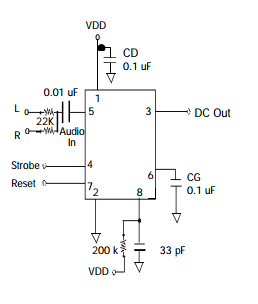 VDD
CD
0.1 uF
0.01 uF
1
L
5
3
DC Out
22K
R
Audio
In
Strobe
4
6
CG
0.1 uF
Reset
7
2
8
200 k
33 pF
VDD